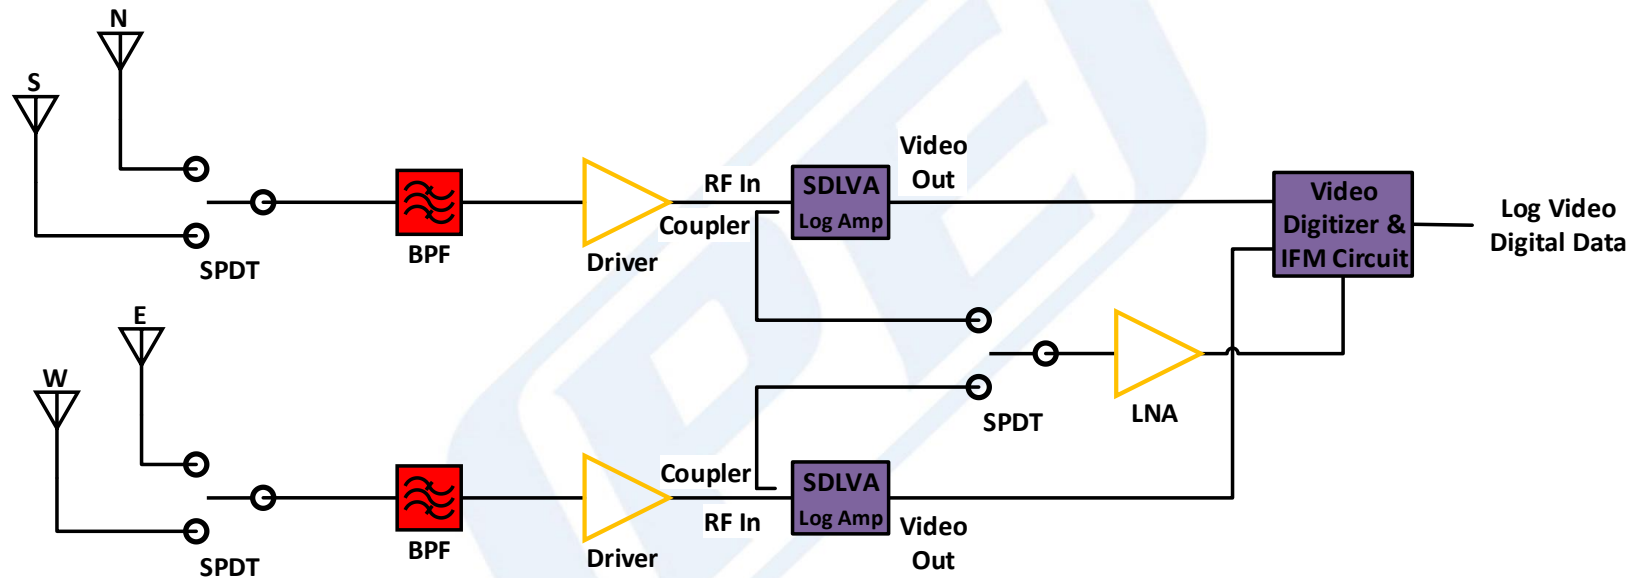 N
S
SPDT
BPF
Driver
RF In
Coupler
SDLVA
Log Amp
Video
Out
Video
Digitizer &
IFM Circuit
Log Video
Digital Data
E
W
SPDT
BPF
Driver
Coupler
RF In
SDLVA
Log Amp
Video
Out
SPDT
LNA